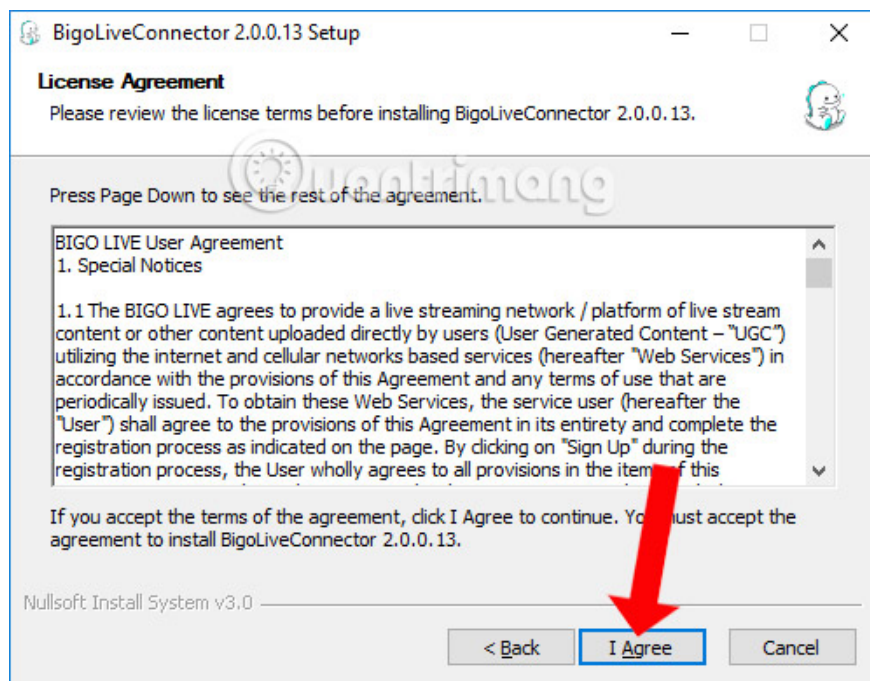 BigoLiveConnector 2.0.0.13 Setup
License Agreement
Please review the license terms before installing BigoLiveConnector 2.0.0.13.
Quantrimang
Press Page Down to see the rest of the agreement.
BIGO LIVE User Agreement
1. Special Notices
1.1 The BIGO LIVE agrees to provide a live streaming network / platform of live stream
content or other content uploaded directly by users (User Generated Content – “UGC”)
utilizing the internet and cellular networks based services (hereafter "Web Services") in
accordance with the provisions of this Agreement and any terms of use that are
periodically issued. To obtain these Web Services, the service user (hereafter the
"User") shall agree to the provisions of this Agreement in its entirety and complete the
registration process as indicated on the page. By clicking on "Sign Up" during the
registration process, the User wholly agrees to all provisions in the items of this
If you accept the terms of the agreement, click I Agree to continue. You must accept the
agreement to install BigoLiveConnector 2.0.0.13.
Nullsoft Install System v3.0
< Back
I Agree
Cancel